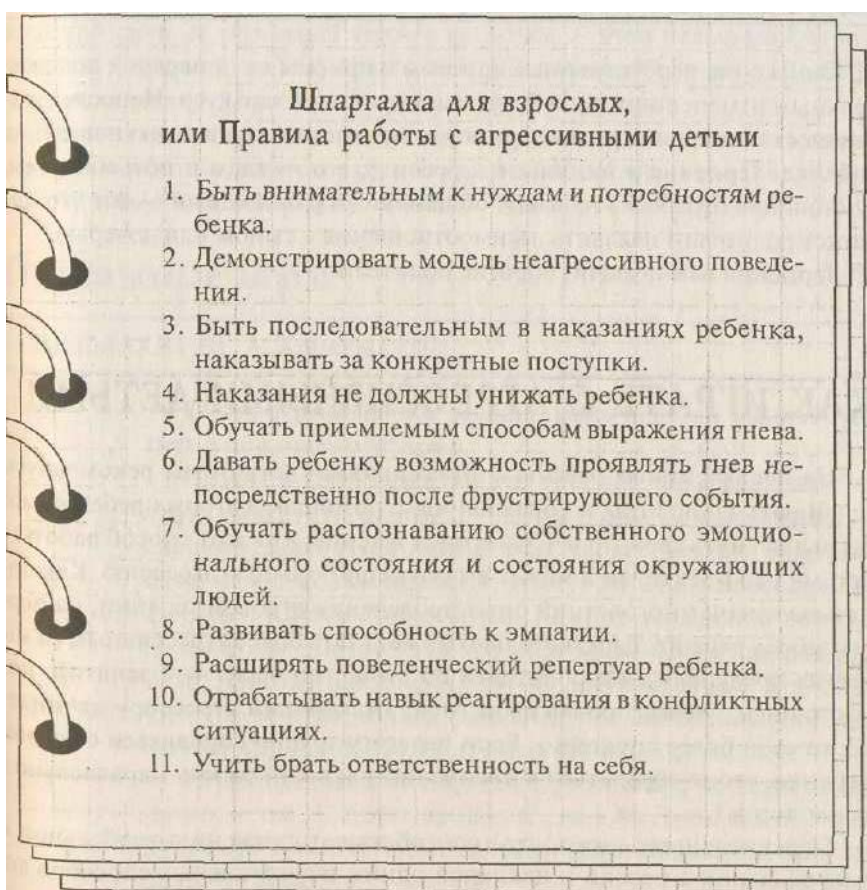 Шпаргалка для взрослых,
или Правила работы с агрессивными детьми
1. Быть внимательным к нуждам и потребностям ре-
бенка.
2. Демонстрировать модель неагрессивного поведе-
ния.
3. Быть последовательным в наказаниях ребенка,
наказывать за конкретные поступки.
4. Наказания не должны унижать ребенка.
5. Обучать приемлемым способам выражения гнева.
6. Давать ребенку возможность проявлять гнев не-
посредственно после фрустрирующего события.
7. Обучать распознаванию собственного эмоцио-
нального состояния и состояния окружающих
людей.
8. Развивать способность к эмпатии.
9. Расширять поведенческий репертуар ребенка.
10. Отрабатывать навык реагирования в конфликтных
ситуациях.
11. Учить брать ответственность на себя.